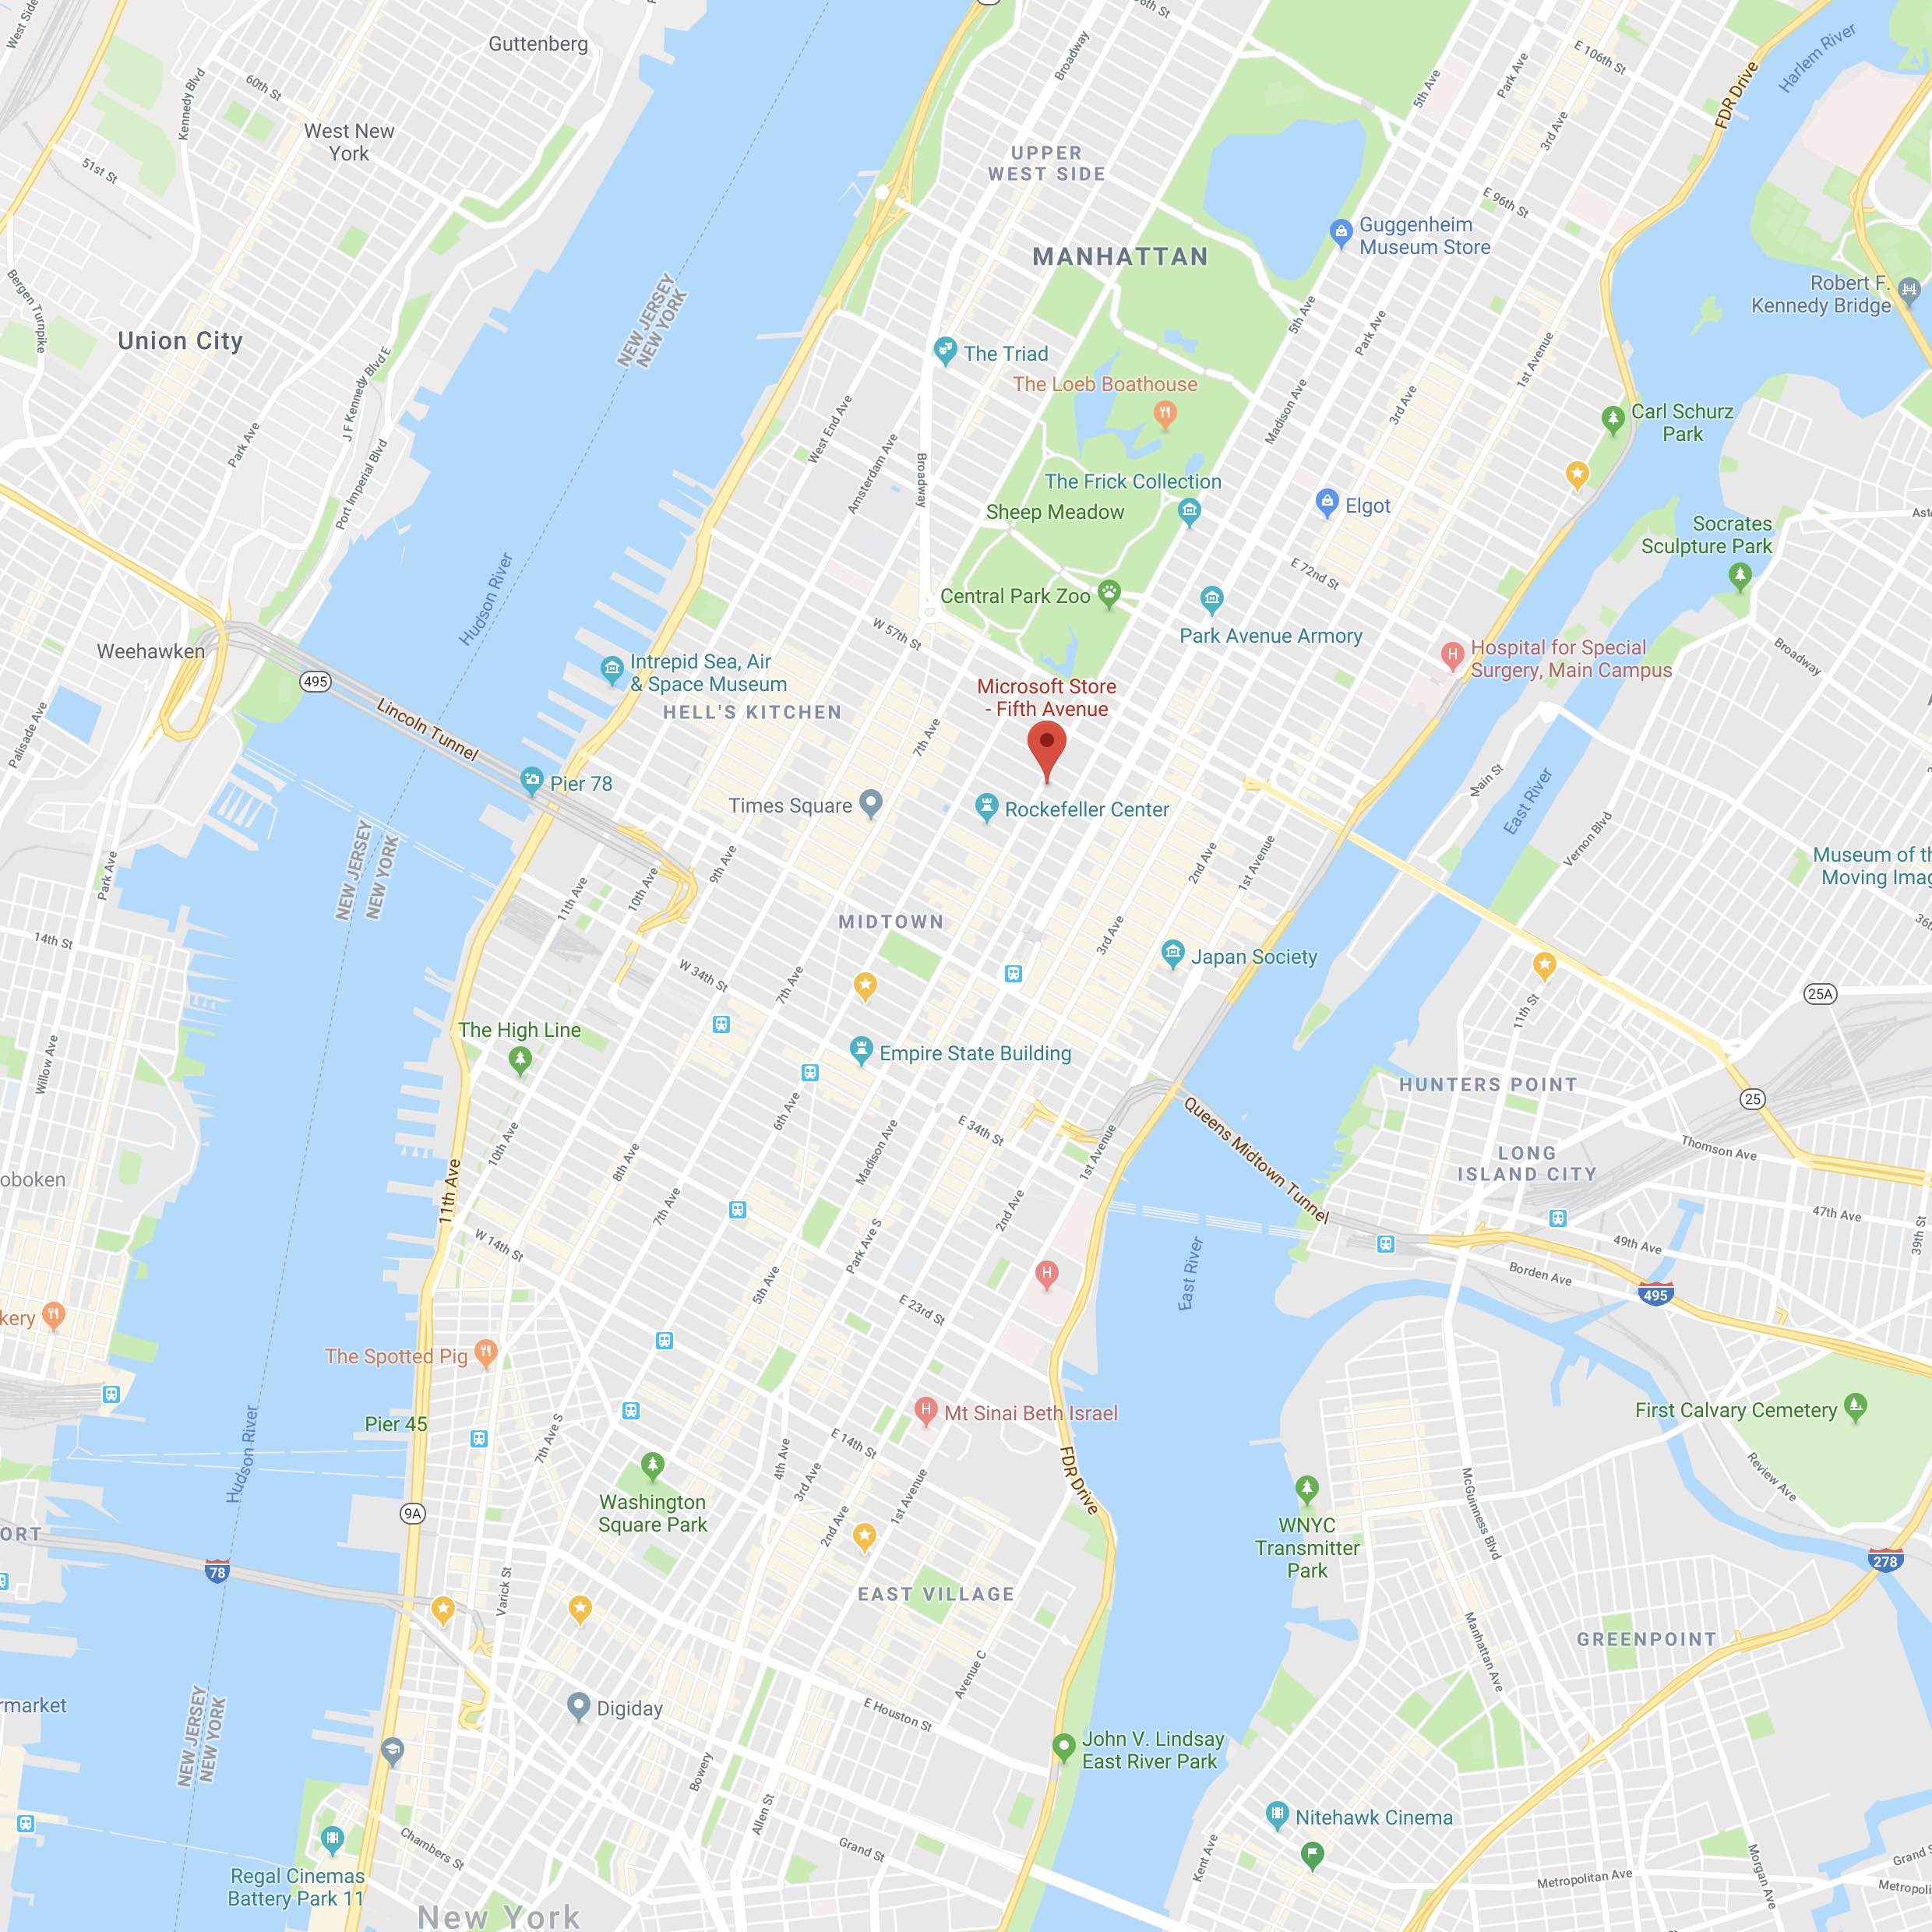 West Side
Guttenberg
Kennedy Blvd
60th St
West New
York
51st St
Bergen Turnpike
Union City
J F Kennedy Blvd E
Park Ave
Port Imperial Blvd
NEW JERSEY
NEW YORK
Hudson River
Broadway
UPPER
WEST SIDE
MANHATTAN
5th Ave
Park Ave
3rd Ave
E 106th St
FDR Drive
Harlem River
E 96th St
Guggenheim
Museum Store
Robert F.
Kennedy Bridge
The Triad
The Loeb Boathouse
5th Ave
Park Ave
Madison Ave
3rd Ave
1st Avenue
Carl Schurz
Park
West End Ave
Amsterdam Ave
Broadway
The Frick Collection
Sheep Meadow
Elgot
Socrates
Sculpture Park
E 72nd St
Central Park Zoo
Park Avenue Armory
W 57th St
Hospital for Special
Surgery, Main Campus
Broadway
Weehawken
495
Lincoln Tunnel
Palisade Ave
Intrepid Sea, Air
& Space Museum
HELL'S KITCHEN
Microsoft Store
- Fifth Avenue
7th Ave
Pier 78
Times Square
Rockefeller Center
Main St
East River
Vernon Blvd
NEW JERSEY
NEW YORK
Park Ave
11th Ave
10th Ave
9th Ave
2nd Ave
1st Avenue
MIDTOWN
3rd Ave
Japan Society
14th St
W 34th St
7th Ave
11th St
25A
The High Line
Empire State Building
Willow Ave
HUNTERS POINT
25
Queens Midtown Tunnel
10th Ave
6th Ave
E 34th St
8th Ave
Madison Ave
1st Avenue
Thomson Ave
LONG
ISLAND CITY
11th Ave
7th Ave
2nd Ave
47th Ave
39th St
W 14th St
Park Ave S
East River
49th Ave
Borden Ave
495
5th Ave
E 23rd St
The Spotted Pig
Pier 45
Mt Sinai Beth Israel
First Calvary Cemetery
Hudson River
7th Ave S
4th Ave
3rd Ave
E 14th St
FDR Drive
McGuinness Blvd
Review Ave
Washington
Square Park
9A
2nd Ave
1st Avenue
WNYC
Transmitter
Park
278
78
Varick St
EAST VILLAGE
Manhattan Ave
GREENPOINT
Avenue C
NEW JERSEY
NEW YORK
Digiday
E Houston St
John V. Lindsay
East River Park
Bowery
Allen St
Nitehawk Cinema
Chambers St
Grand St
Kent Ave
Regal Cinemas
Battery Park 11
Metropolitan Ave
Morgan Ave
New York